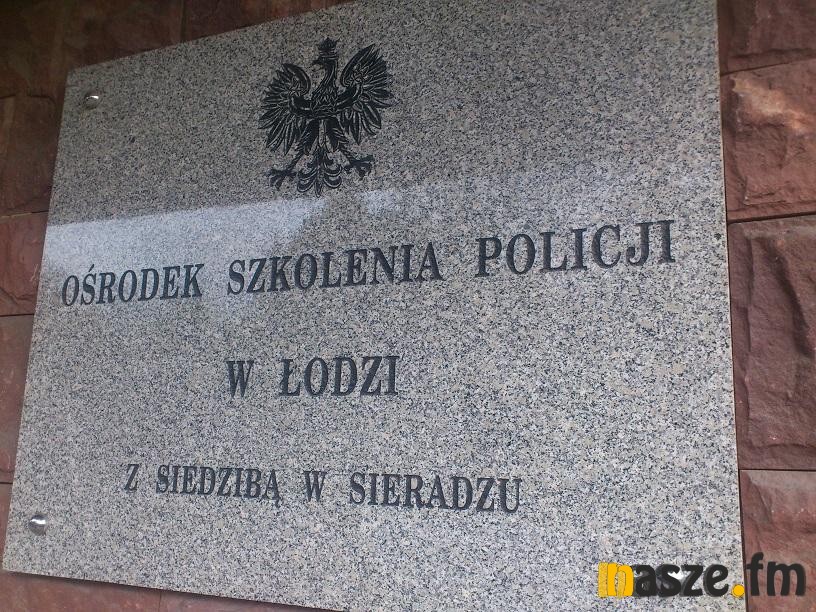 OŚRODEK SZKOLENIA POLICJI
W ŁODZI
Z SIEDZIBĄ W SIERADZU
nasze.fm